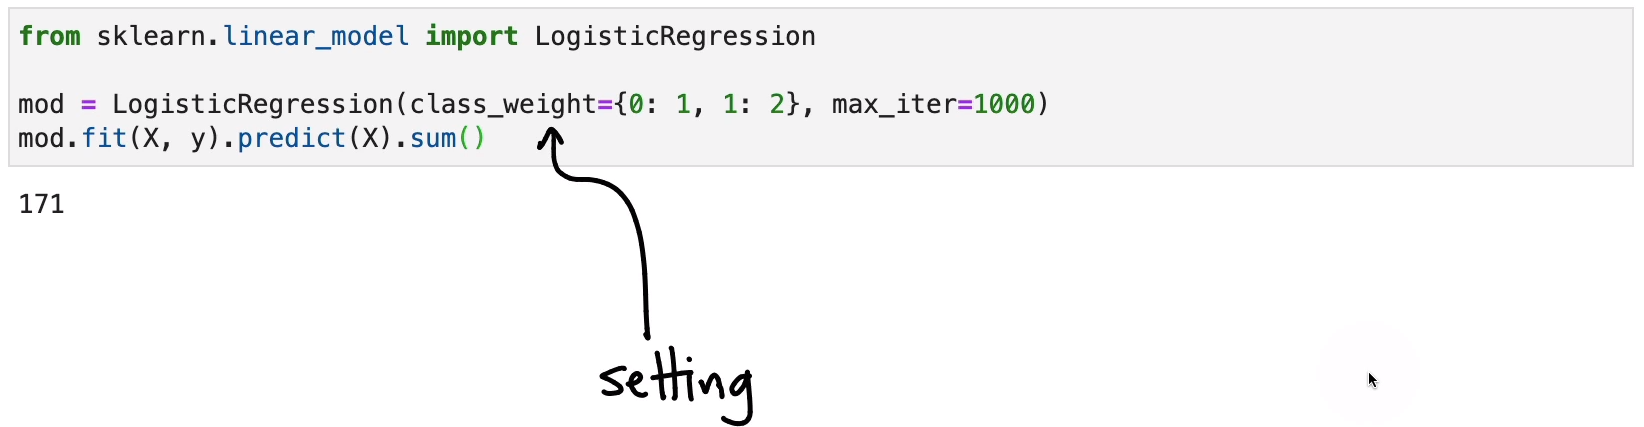 from sklearn.linear_model import LogisticRegression
mod = LogisticRegression(class_weight={0: 1, 1: 2}, max_iter=1000)
mod.fit(X, y).predict(X).sum()
171
setting